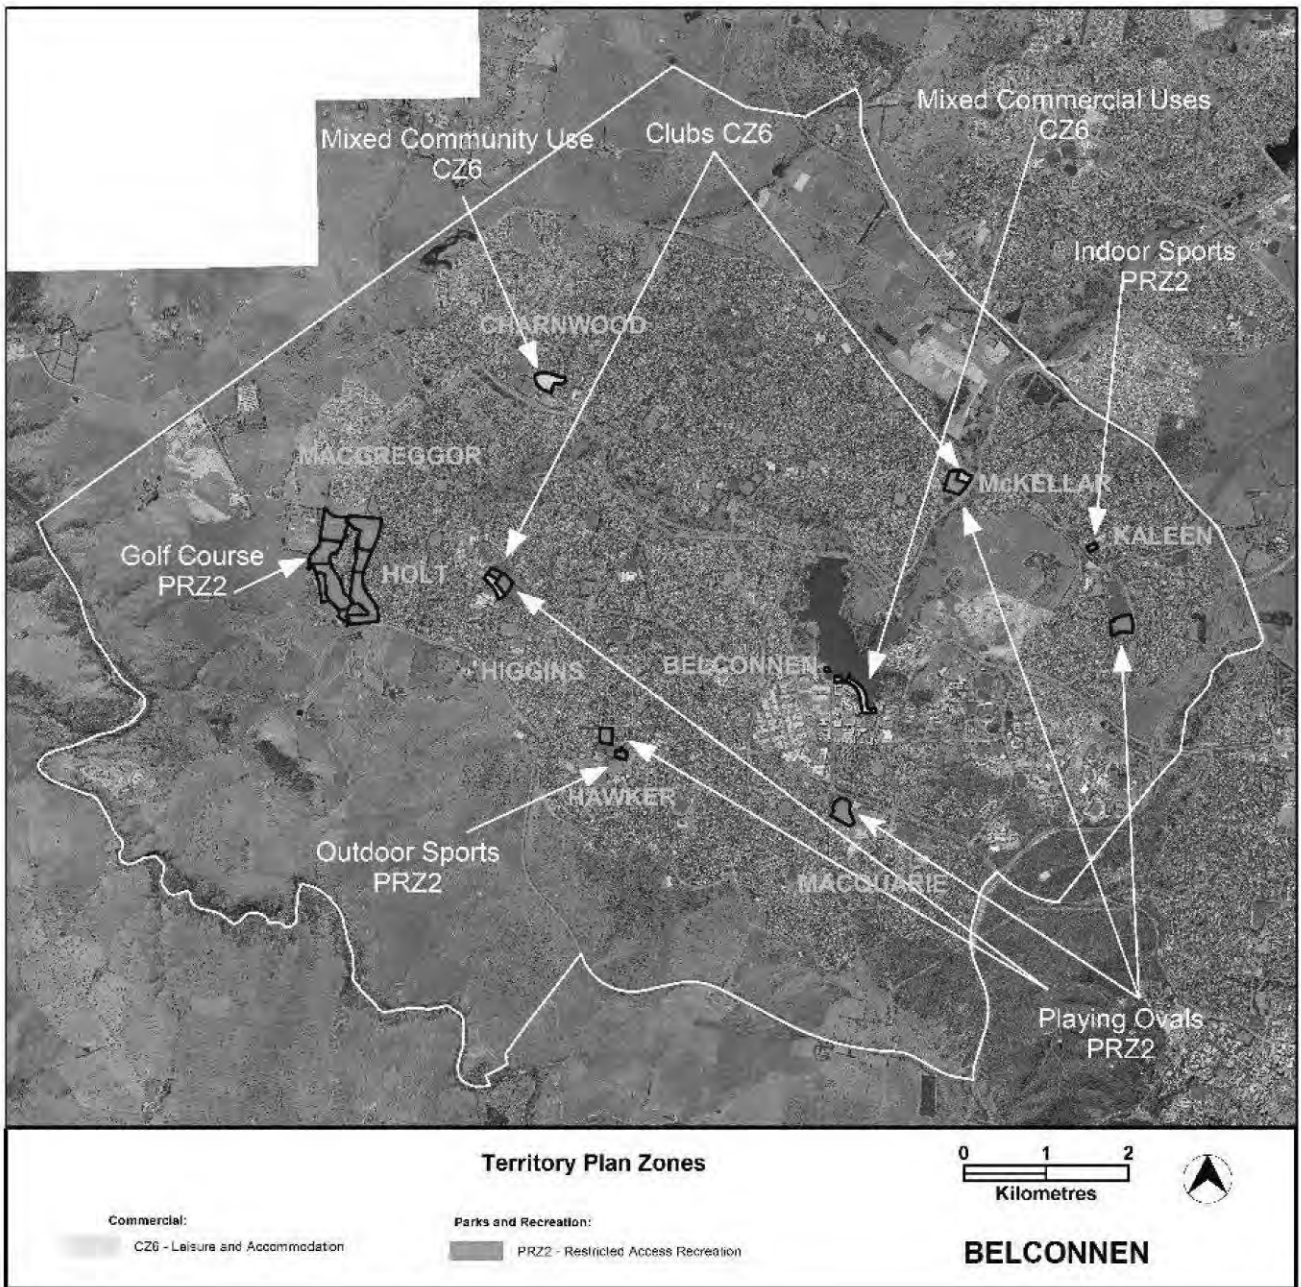 Mixed Commercial Uses
CZ6
Clubs CZ6
Mixed Community Use
CZ6
Indoor Sports
PRZ2
CHARNWOOD
MACGREGGOR
McKELLAR
KALEEN
Golf Course
PRZ2
HOLT
HIGGINS
BELCONNEN
HAWKER
Outdoor Sports
PRZ2
MACQUARIE
Playing Ovals
PRZ2
Territory Plan Zones
0 1 2
Kilometres
Commercial:
CZ6 - Leisure and Accommodation
Parks and Recreation:
PRZ2 - Restricted Access Recreation
BELCONNEN